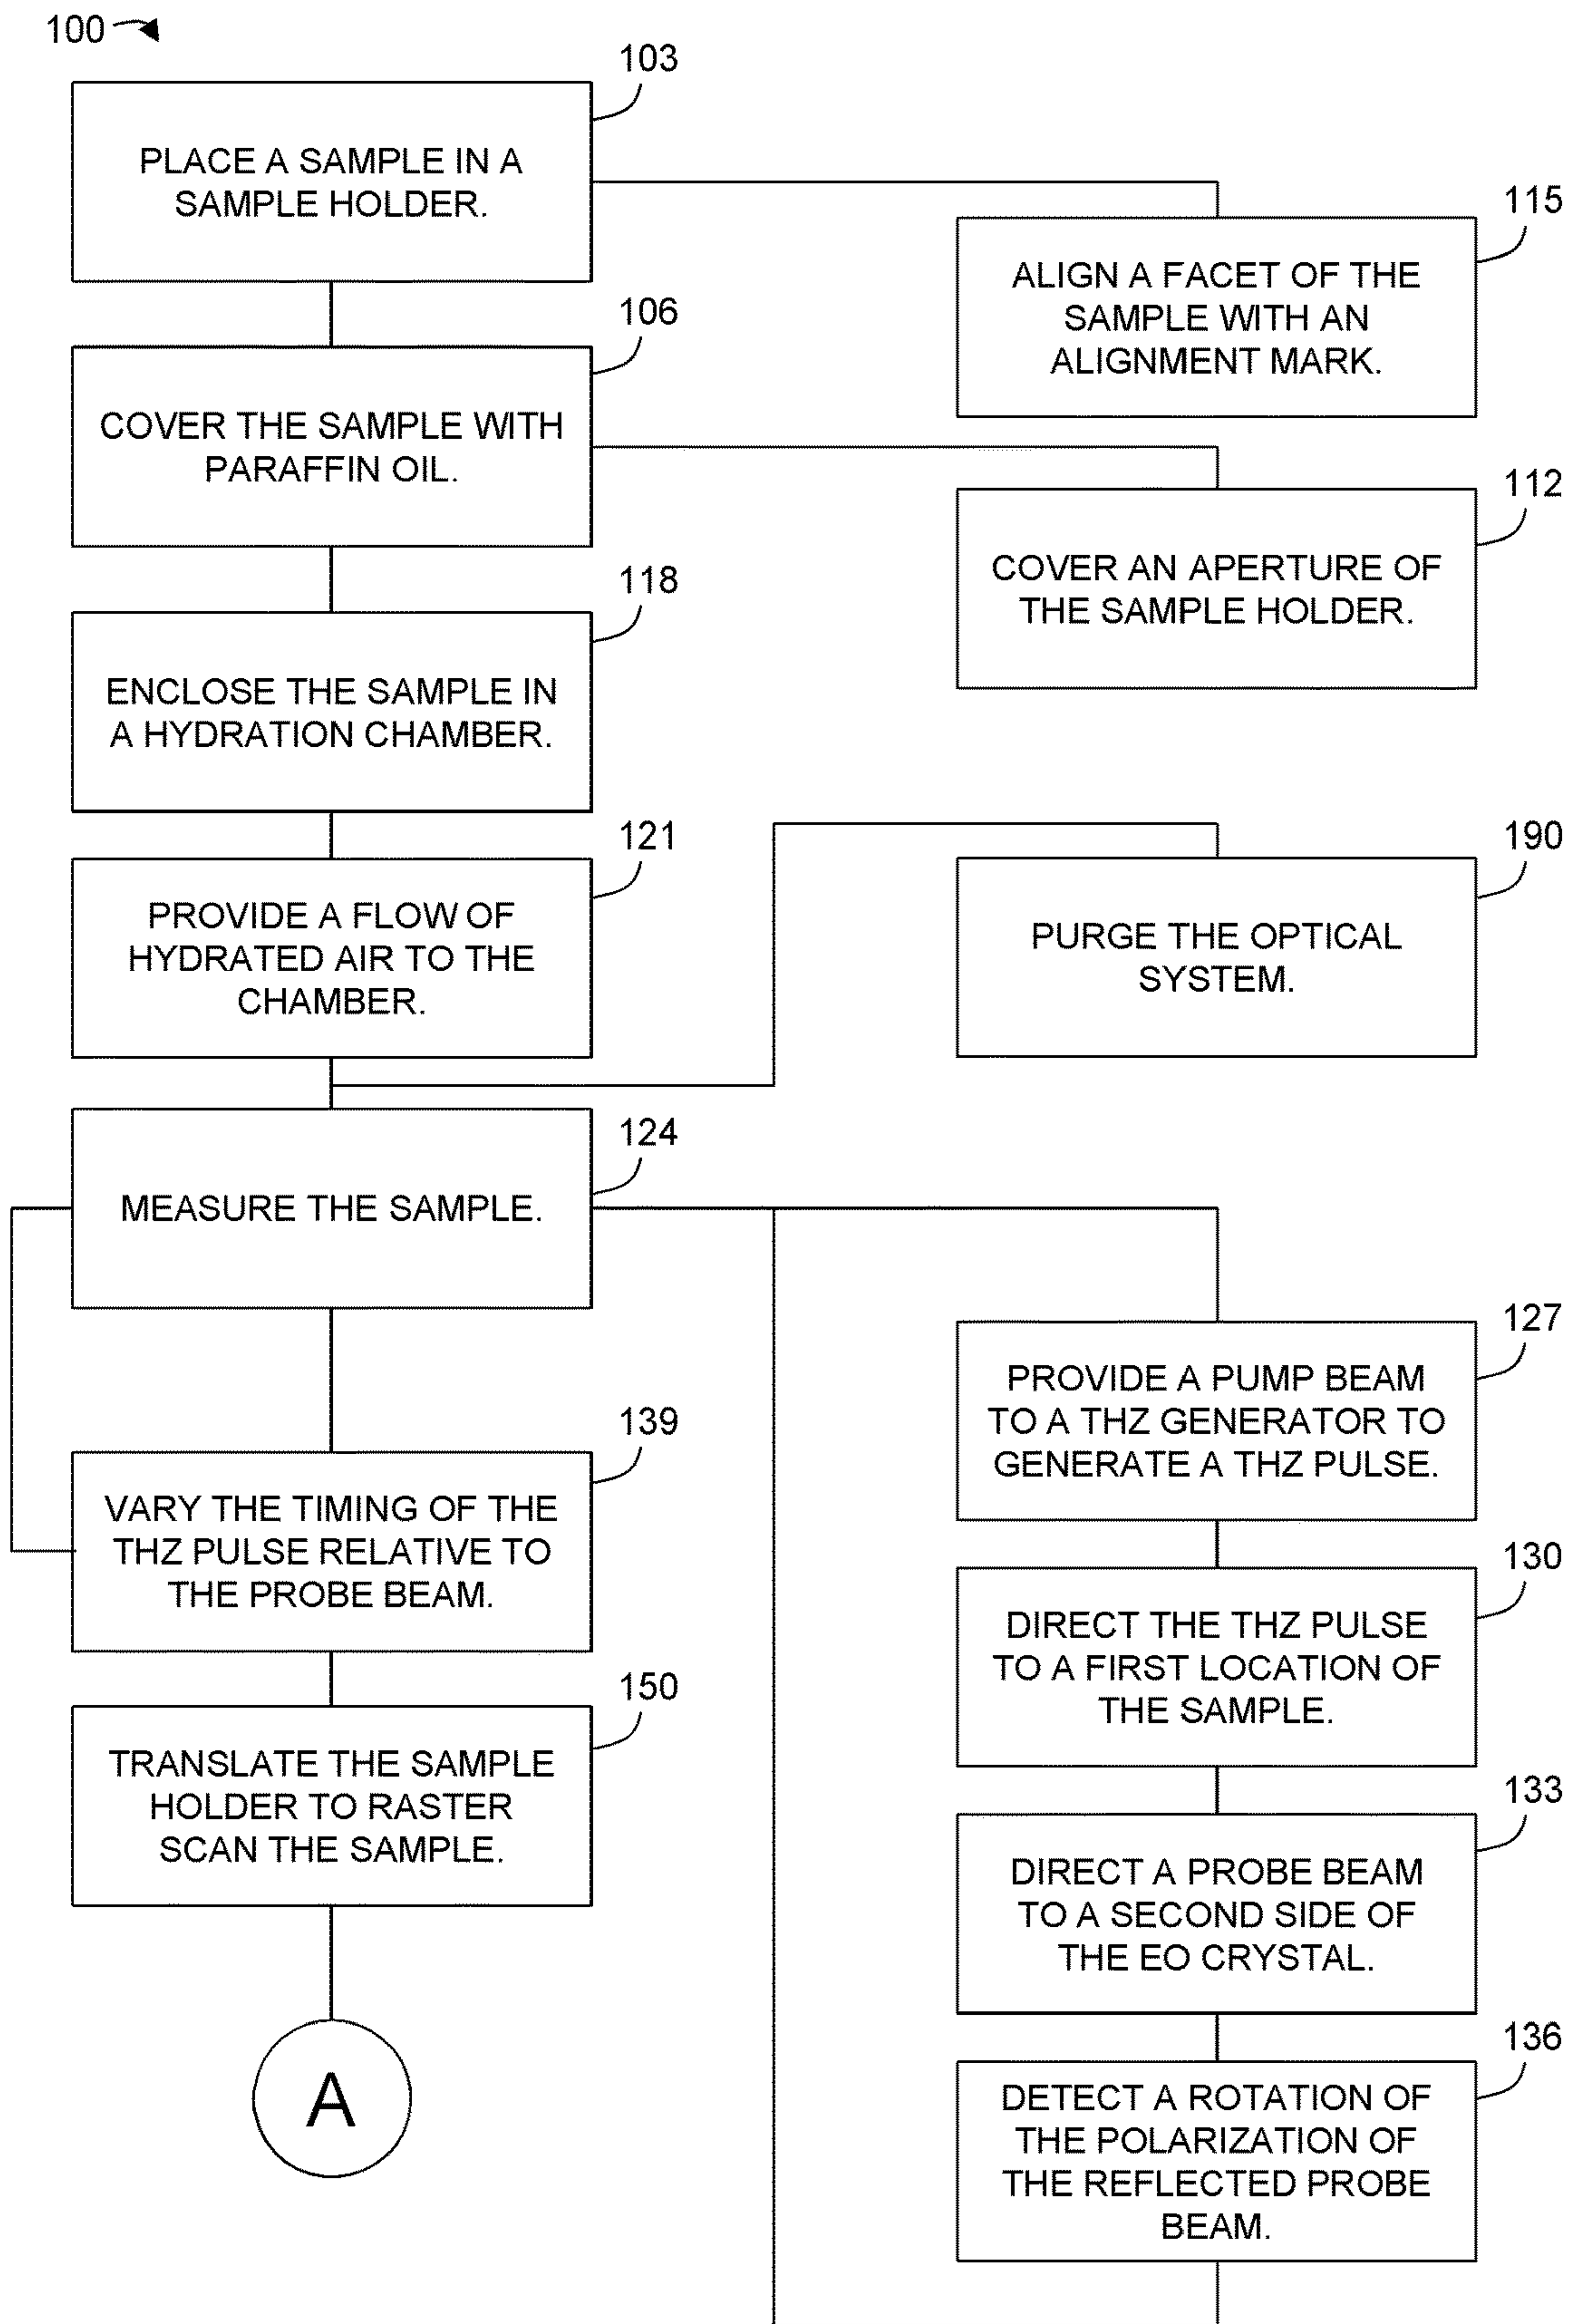 100
103
PLACE A SAMPLE IN A
SAMPLE HOLDER.
115
ALIGN A FACET OF THE
SAMPLE WITH AN
ALIGNMENT MARK.
106
COVER THE SAMPLE WITH
PARAFFIN OIL.
112
COVER AN APERTURE OF
THE SAMPLE HOLDER.
118
ENCLOSE THE SAMPLE IN
A HYDRATION CHAMBER.
121
PROVIDE A FLOW OF
HYDRATED AIR TO THE
CHAMBER.
190
PURGE THE OPTICAL
SYSTEM.
124
MEASURE THE SAMPLE.
127
PROVIDE A PUMP BEAM
TO A THZ GENERATOR TO
GENERATE A THZ PULSE.
139
VARY THE TIMING OF THE
THZ PULSE RELATIVE TO
THE PROBE BEAM.
130
DIRECT THE THZ PULSE
TO A FIRST LOCATION OF
THE SAMPLE.
150
TRANSLATE THE SAMPLE
HOLDER TO RASTER
SCAN THE SAMPLE.
133
DIRECT A PROBE BEAM
TO A SECOND SIDE OF
THE EO CRYSTAL.
136
DETECT A ROTATION OF
THE POLARIZATION OF
THE REFLECTED PROBE
BEAM.
A